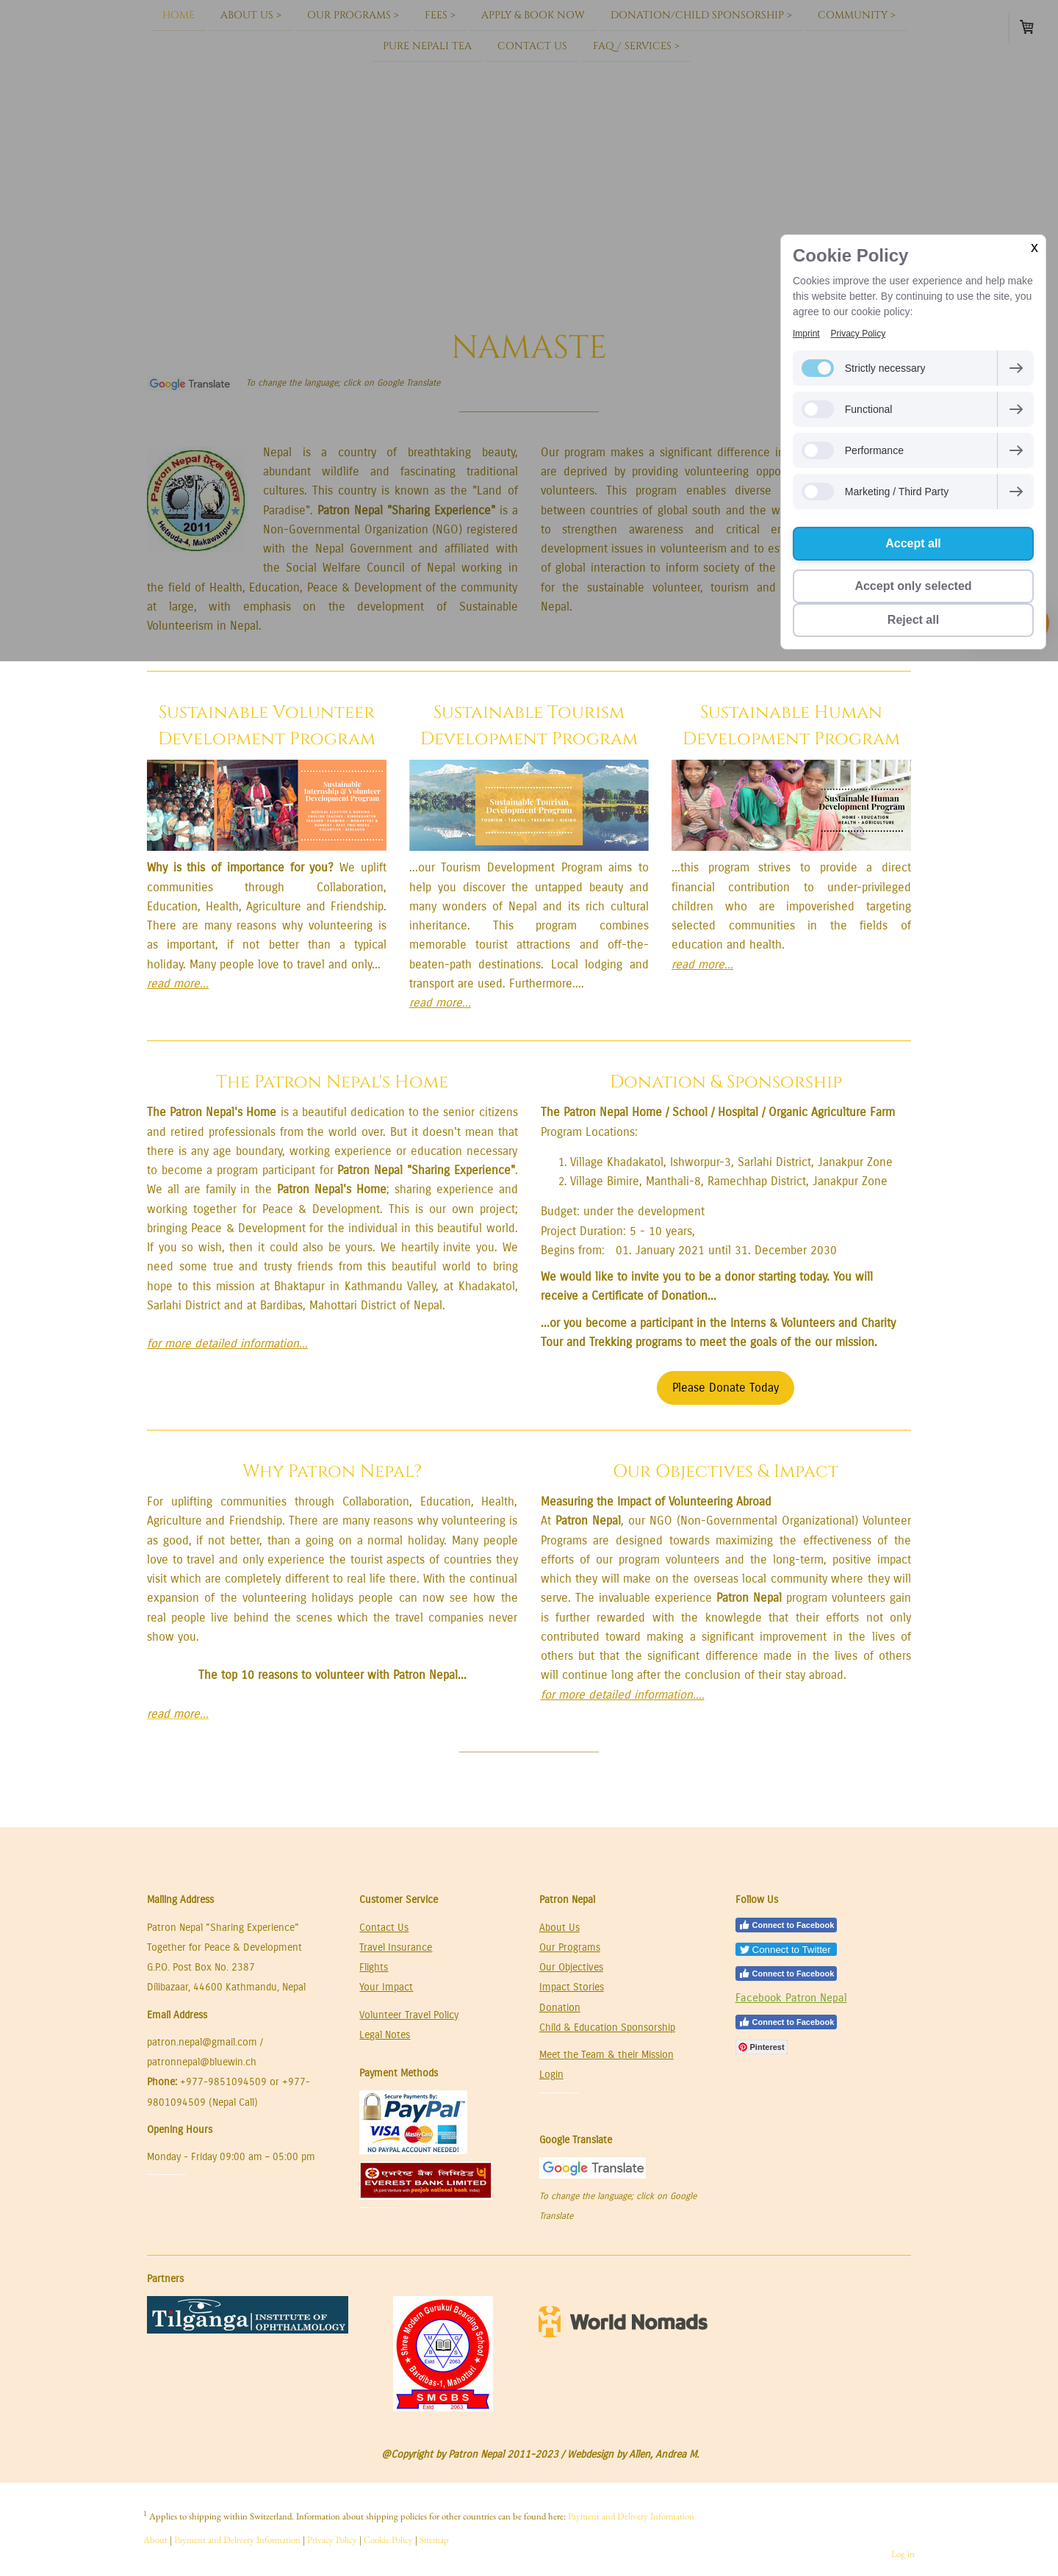 HOME ABOUT US > OUR PROGRAMS > FEES > APPLY & BOOK NOW DONATION/CHILD SPONSORSHIP > COMMUNITY >
PURE NEPALI TEA CONTACT US FAQ / SERVICES >
NAMASTE
Google Translate To change the language; click on Google Translate
Patron Nepal पेट्रोन नेपाल
2011
Hetauda-4, Makawanpur
Nepal is a country of breathtaking beauty,
abundant wildlife and fascinating traditional
cultures. This country is known as the "Land of
Paradise". Patron Nepal "Sharing Experience" is a
Non-Governmental Organization (NGO) registered
with the Nepal Government and affiliated with
the Social Welfare Council of Nepal working in
the field of Health, Education, Peace & Development of the community
at large, with emphasis on the development of Sustainable
Volunteerism in Nepal.
Our program makes a significant difference in
are deprived by providing volunteering
volunteers. This program enables diverse
between countries of global south and the
to strengthen awareness and critical
development issues in volunteerism and to
of global interaction to inform society of the
for the sustainable volunteer, tourism and
Nepal.
Cookie Policy
x
Cookies improve the user experience and help make
this website better. By continuing to use the site, you
agree to our cookie policy:
Imprint Privacy Policy
Strictly necessary
Functional
Performance
Marketing / Third Party
Accept all
Accept only selected
Reject all
Sustainable Volunteer
Development Program
Sustainable
Internship & Volunteer
Development Program
Why is this of importance for you? We uplift
communities through Collaboration,
Education, Health, Agriculture and Friendship.
There are many reasons why volunteering is
as important, if not better than a typical
holiday. Many people love to travel and only...
read more...
Sustainable Tourism
Development Program
Sustainable Tourism
Development Program
TOURISM - TRAVEL - TREKKING - HIKING
...our Tourism Development Program aims to
help you discover the untapped beauty and
many wonders of Nepal and its rich cultural
inheritance. This program combines
memorable tourist attractions and off-the-
beaten-path destinations. Local lodging and
transport are used. Furthermore....
read more...
Sustainable Human
Development Program
Sustainable Human
Development Program
HOME - EDUCATION
HEALTH - AGRICULTURE
...this program strives to provide a direct
financial contribution to under-privileged
children who are impoverished targeting
selected communities in the fields of
education and health.
read more...
The Patron Nepal's Home
The Patron Nepal's Home is a beautiful dedication to the senior citizens
and retired professionals from the world over. But it doesn't mean that
there is any age boundary, working experience or education necessary
to become a program participant for Patron Nepal "Sharing Experience".
We all are family in the Patron Nepal's Home; sharing experience and
working together for Peace & Development. This is our own project;
bringing Peace & Development for the individual in this beautiful world.
If you so wish, then it could also be yours. We heartily invite you. We
need some true and trusty friends from this beautiful world to bring
hope to this mission at Bhaktapur in Kathmandu Valley, at Khadakatol,
Sarlahi District and at Bardibas, Mahottari District of Nepal.
for more detailed information...
Donation & Sponsorship
The Patron Nepal Home / School / Hospital / Organic Agriculture Farm
Program Locations:
1. Village Khadakatol, Ishworpur-3, Sarlahi District, Janakpur Zone
2. Village Bimire, Manthali-8, Ramechhap District, Janakpur Zone
Budget: under the development
Project Duration: 5 - 10 years,
Begins from: 01. January 2021 until 31. December 2030
We would like to invite you to be a donor starting today. You will
receive a Certificate of Donation...
...or you become a participant in the Interns & Volunteers and Charity
Tour and Trekking programs to meet the goals of the our mission.
Please Donate Today
Why Patron Nepal?
For uplifting communities through Collaboration, Education, Health,
Agriculture and Friendship. There are many reasons why volunteering is
as good, if not better, than a going on a normal holiday. Many people
love to travel and only experience the tourist aspects of countries they
visit which are completely different to real life there. With the continual
expansion of the volunteering holidays people can now see how the
real people live behind the scenes which the travel companies never
show you.
The top 10 reasons to volunteer with Patron Nepal...
read more...
Our Objectives & Impact
Measuring the Impact of Volunteering Abroad
At Patron Nepal, our NGO (Non-Governmental Organizational) Volunteer
Programs are designed towards maximizing the effectiveness of the
efforts of our program volunteers and the long-term, positive impact
which they will make on the overseas local community where they will
serve. The invaluable experience Patron Nepal program volunteers gain
is further rewarded with the knowlegde that their efforts not only
contributed toward making a significant improvement in the lives of
others but that the significant difference made in the lives of others
will continue long after the conclusion of their stay abroad.
for more detailed information....
Mailing Address
Patron Nepal "Sharing Experience"
Together for Peace & Development
G.P.O. Post Box No. 2387
Dilibazaar, 44600 Kathmandu, Nepal
Email Address
patron.nepal@gmail.com /
patronnepal@bluewin.ch
Phone: +977-9851094509 or +977-
9801094509 (Nepal Call)
Opening Hours
Monday - Friday 09:00 am – 05:00 pm
Customer Service
Contact Us
Travel Insurance
Flights
Your Impact
Volunteer Travel Policy
Legal Notes
Payment Methods
Secure Payments By:
PayPal
VISA MasterCard
NO PAYPAL ACCOUNT NEEDED!
एभरेष्ट बैंक लिमिटेड
EVEREST BANK LIMITED
(A joint Venture with punjab national bank India)
Patron Nepal
About Us
Our Programs
Our Objectives
Impact Stories
Donation
Child & Education Sponsorship
Meet the Team & their Mission
Login
Google Translate
Google Translate
To change the language; click on Google
Translate
Follow Us
Connect to Facebook
Connect to Twitter
Connect to Facebook
Facebook Patron Nepal
Connect to Facebook
Pinterest
Partners
Tilganga INSTITUTE OF
OPHTHALMOLOGY
Shree Modern Gurukul Boarding School
Estd 2063
Bardibas-1, Mahottari
SMGBS
Estd: 2063
World Nomads
@Copyright by Patron Nepal 2011-2023 / Webdesign by Allen, Andrea M.
1 Applies to shipping within Switzerland. Information about shipping policies for other countries can be found here: Payment and Delivery Information
About | Payment and Delivery Information | Privacy Policy | Cookie Policy | Sitemap
Log in